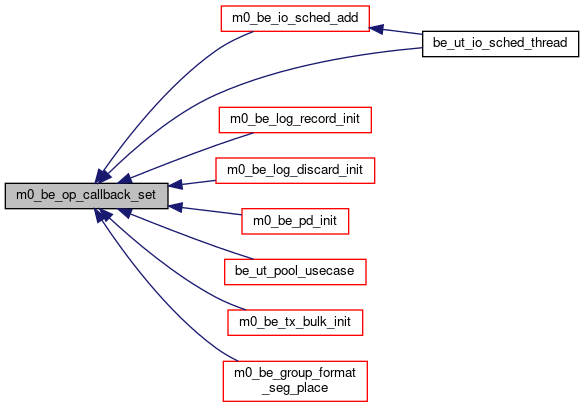 m0_be_io_sched_add
be_ut_io_sched_thread
m0_be_log_record_init
m0_be_log_discard_init
m0_be_op_callback_set
m0_be_pd_init
be_ut_pool_usecase
m0_be_tx_bulk_init
m0_be_group_format
_seg_place